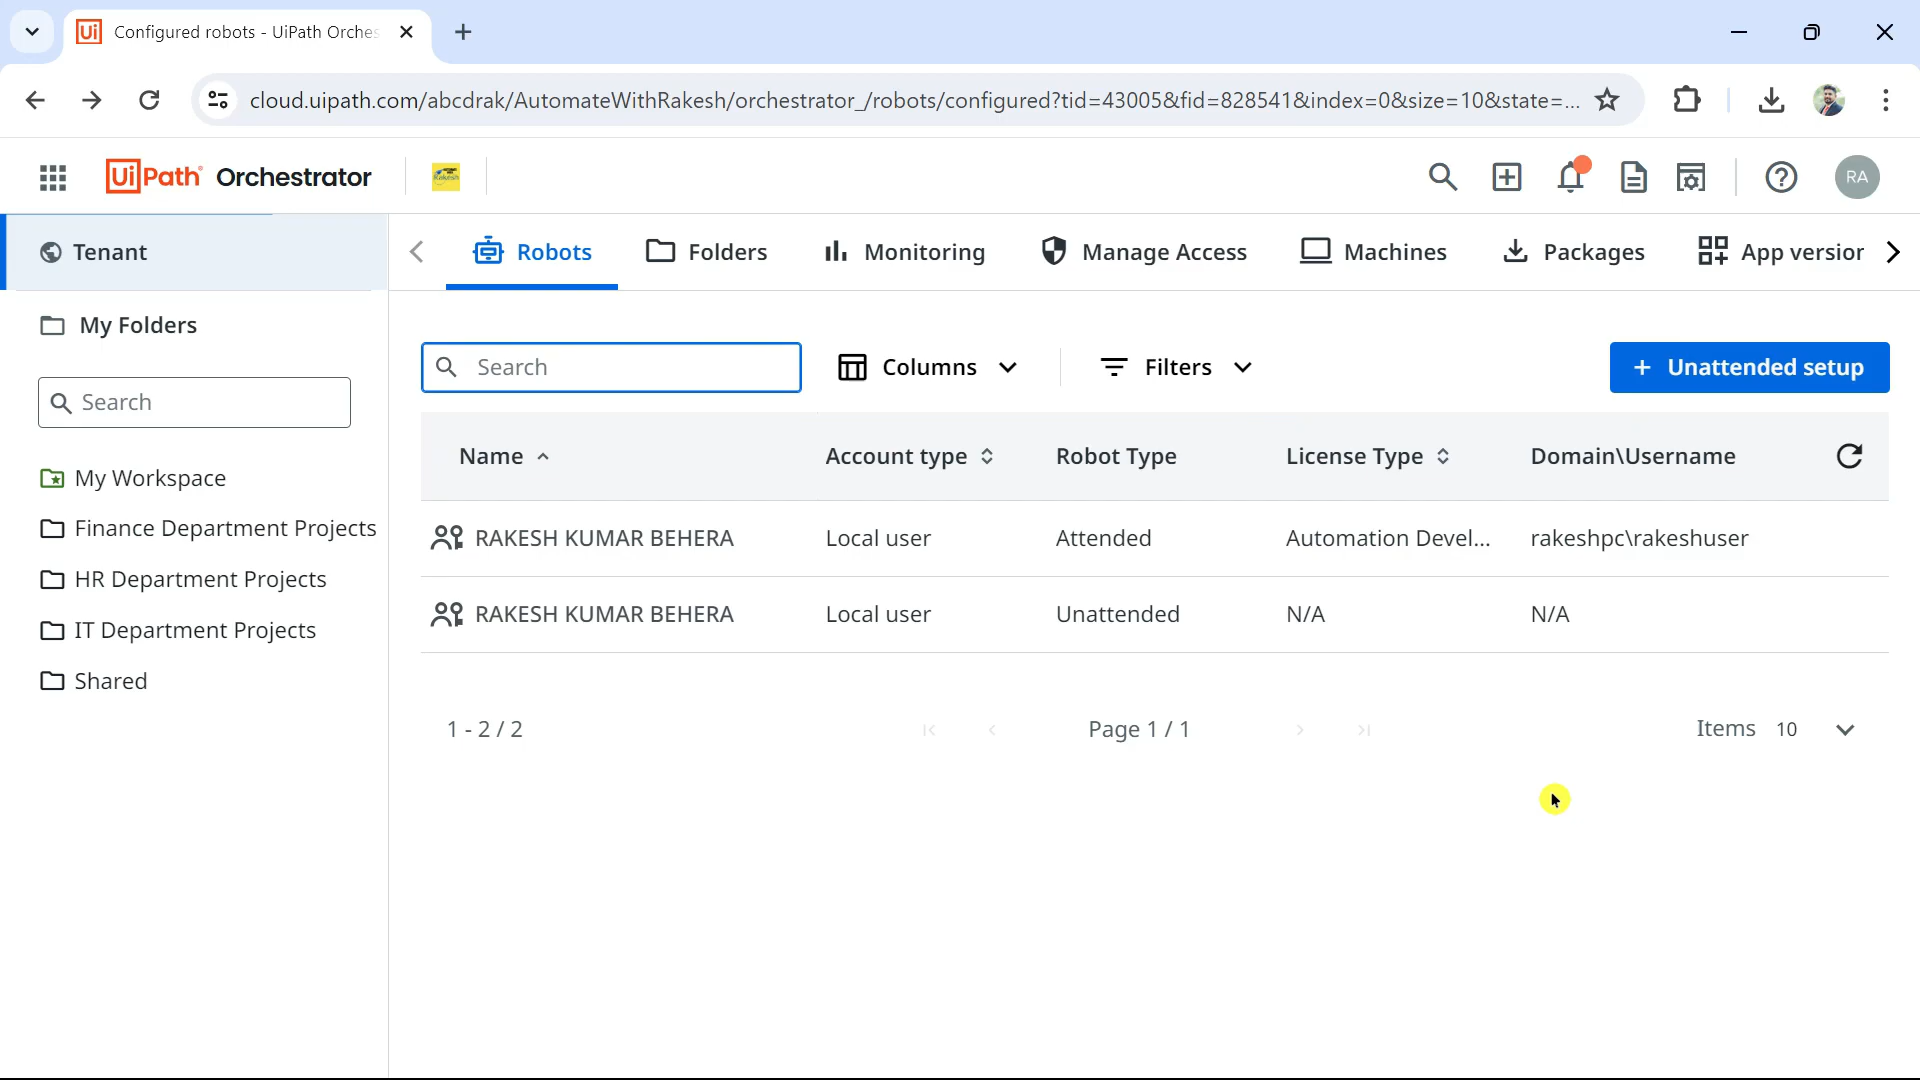 Configured robots - UiPath Orches
cloud.uipath.com/abcdrak/AutomateWithRakesh/orchestrator_/robots/configured?tid=43005&fid=828541&index=0&size=10&state=...
UiPath Orchestrator
Rakesh
RA
Tenant
Robots
Folders
Monitoring
Manage Access
Machines
Packages
App version
My Folders
Search
My Workspace
Finance Department Projects
HR Department Projects
IT Department Projects
Shared
Search
Columns
Filters
+ Unattended setup
Name Account type Robot Type License Type Domain\Username
RAKESH KUMAR BEHERA Local user Attended Automation Devel... rakeshpc\rakeshuser
RAKESH KUMAR BEHERA Local user Unattended N/A N/A
1 - 2 / 2 Page 1 / 1 Items 10